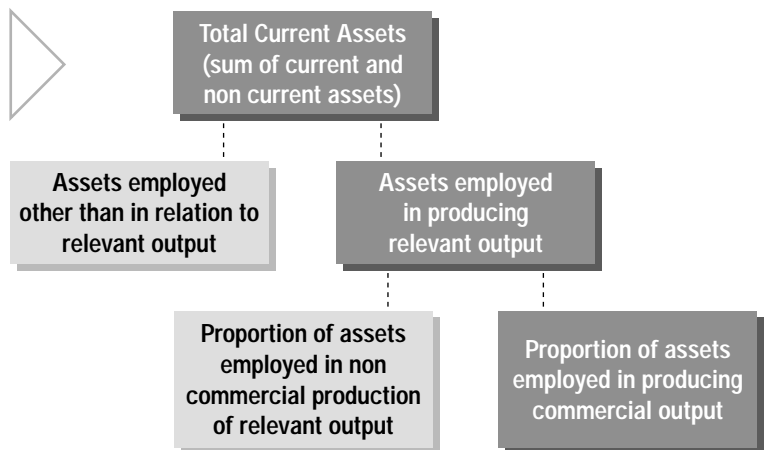 Total Current Assets
(sum of current and
non current assets)
Assets employed
other than in relation to
relevant output
Assets employed
in producing
relevant output
Proportion of assets
employed in non
commercial production
of relevant output
Proportion of assets
employed in producing
commercial output